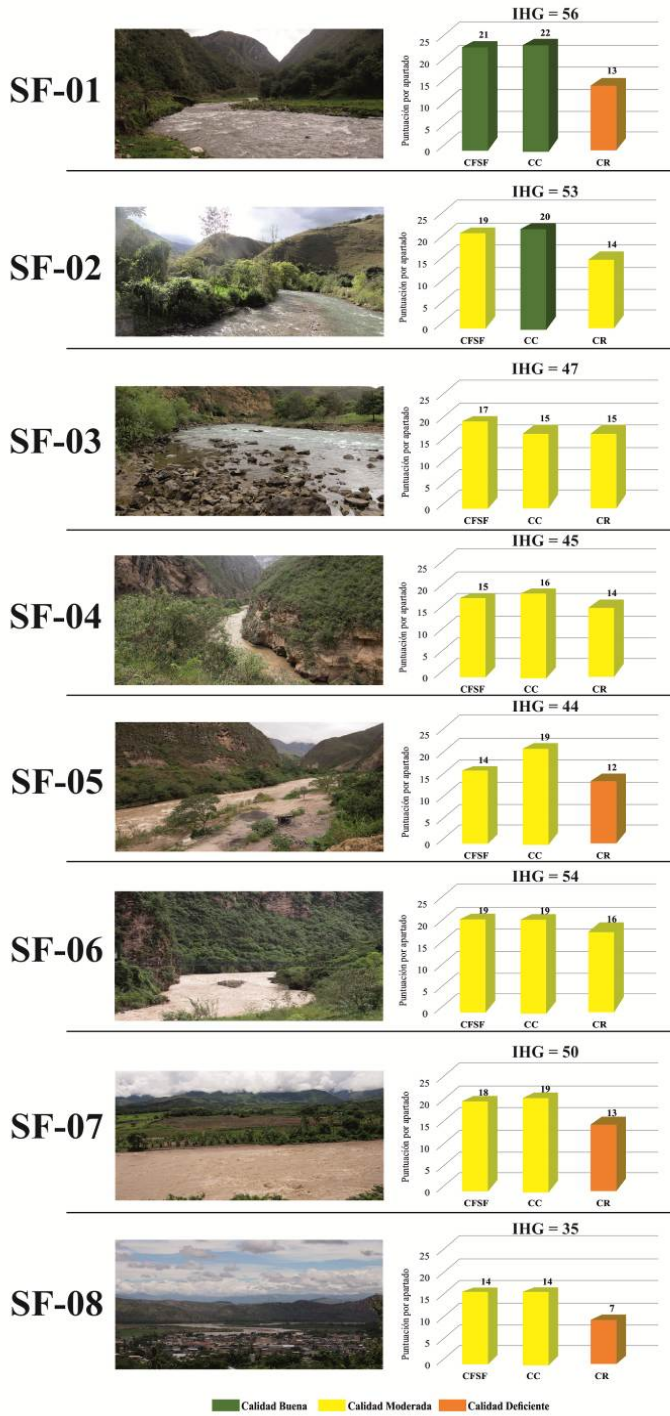 IHG = 56
SF-01
Puntuación por apartado
25
20
15
10
5
0
21
22
13
CFSF CC CR
IHG = 53
SF-02
Puntuación por apartado
25
20
15
10
5
0
19
20
14
CFSF CC CR
IHG = 47
SF-03
Puntuación por apartado
25
20
15
10
5
0
17
15
15
CFSF CC CR
IHG = 45
SF-04
Puntuación por apartado
25
20
15
10
5
0
15
16
14
CFSF CC CR
IHG = 44
SF-05
Puntuación por apartado
25
20
15
10
5
0
14
19
12
CFSF CC CR
IHG = 54
SF-06
Puntuación por apartado
25
20
15
10
5
0
19
19
16
CFSF CC CR
IHG = 50
SF-07
Puntuación por apartado
25
20
15
10
5
0
18
19
13
CFSF CC CR
IHG = 35
SF-08
Puntuación por apartado
25
20
15
10
5
0
14
14
7
CFSF CC CR
Calidad Buena Calidad Moderada Calidad Deficiente